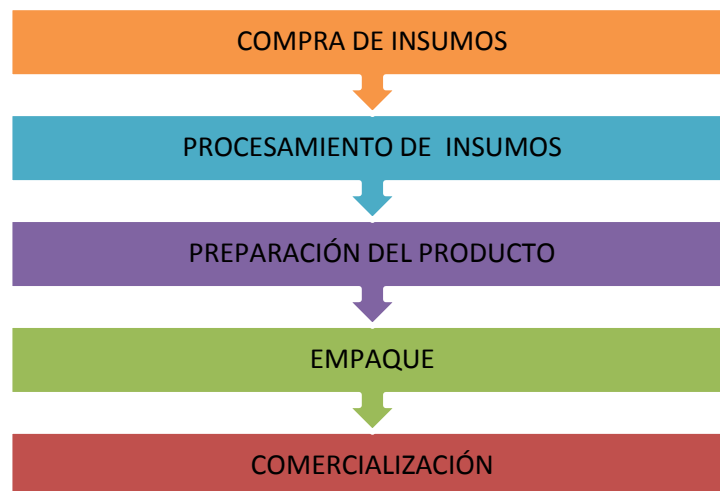 COMPRA DE INSUMOS
PROCESAMIENTO DE  INSUMOS
PREPARACIÓN DEL PRODUCTO
EMPAQUE
COMERCIALIZACIÓN